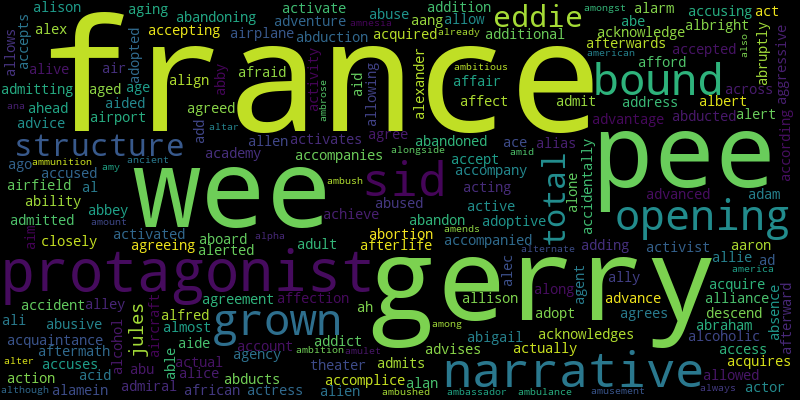 alison aging abandoning activate abuse addition alarm accusing act
allows accepts alex adopted accepting adventure airplane abduction aang allow eddie amnesia amongst abe acknowledge albright abruptly also aggressive
france acquired already additional afterwards accepted
alive air align abby afraid activity aid allowing alexander affair ambitious bound american afford across
admitting aged age agreed ambrose affect admit address albert
ahead aided airport add altar advantage abducted alert according
advice structure allen activates agree abandoned alongside ace alias pee
ago ammunition academy accompanies accept amid total alone accidentally
accused ancient wee ambush sid accompany acting
airfield al amy abused active advanced adam
ability achieve abandon adoptive opening
admitted abbey amount activated alpha amends
aim closely agreeing aboard adult abortion accompanied adding activist aaron
alerted afterlife alternate allie ad
protagonist gerry alec agent ally america acquire absence afterward
accident alley jules aircraft agreement affection allison along advance alliance
ali alfred grown ah adopt agrees descend
abusive alcohol almost among acknowledges abraham
acquaintance able aide account addict abigail actually alcoholic
aftermath actual agency advises access
alter accuses abu alice ambition amulet admits narrative acquires
action acid abducts theater accomplice alan allowed
although alamein admiral african actress alien ambushed ambassador ambulance amusement always actor
ana